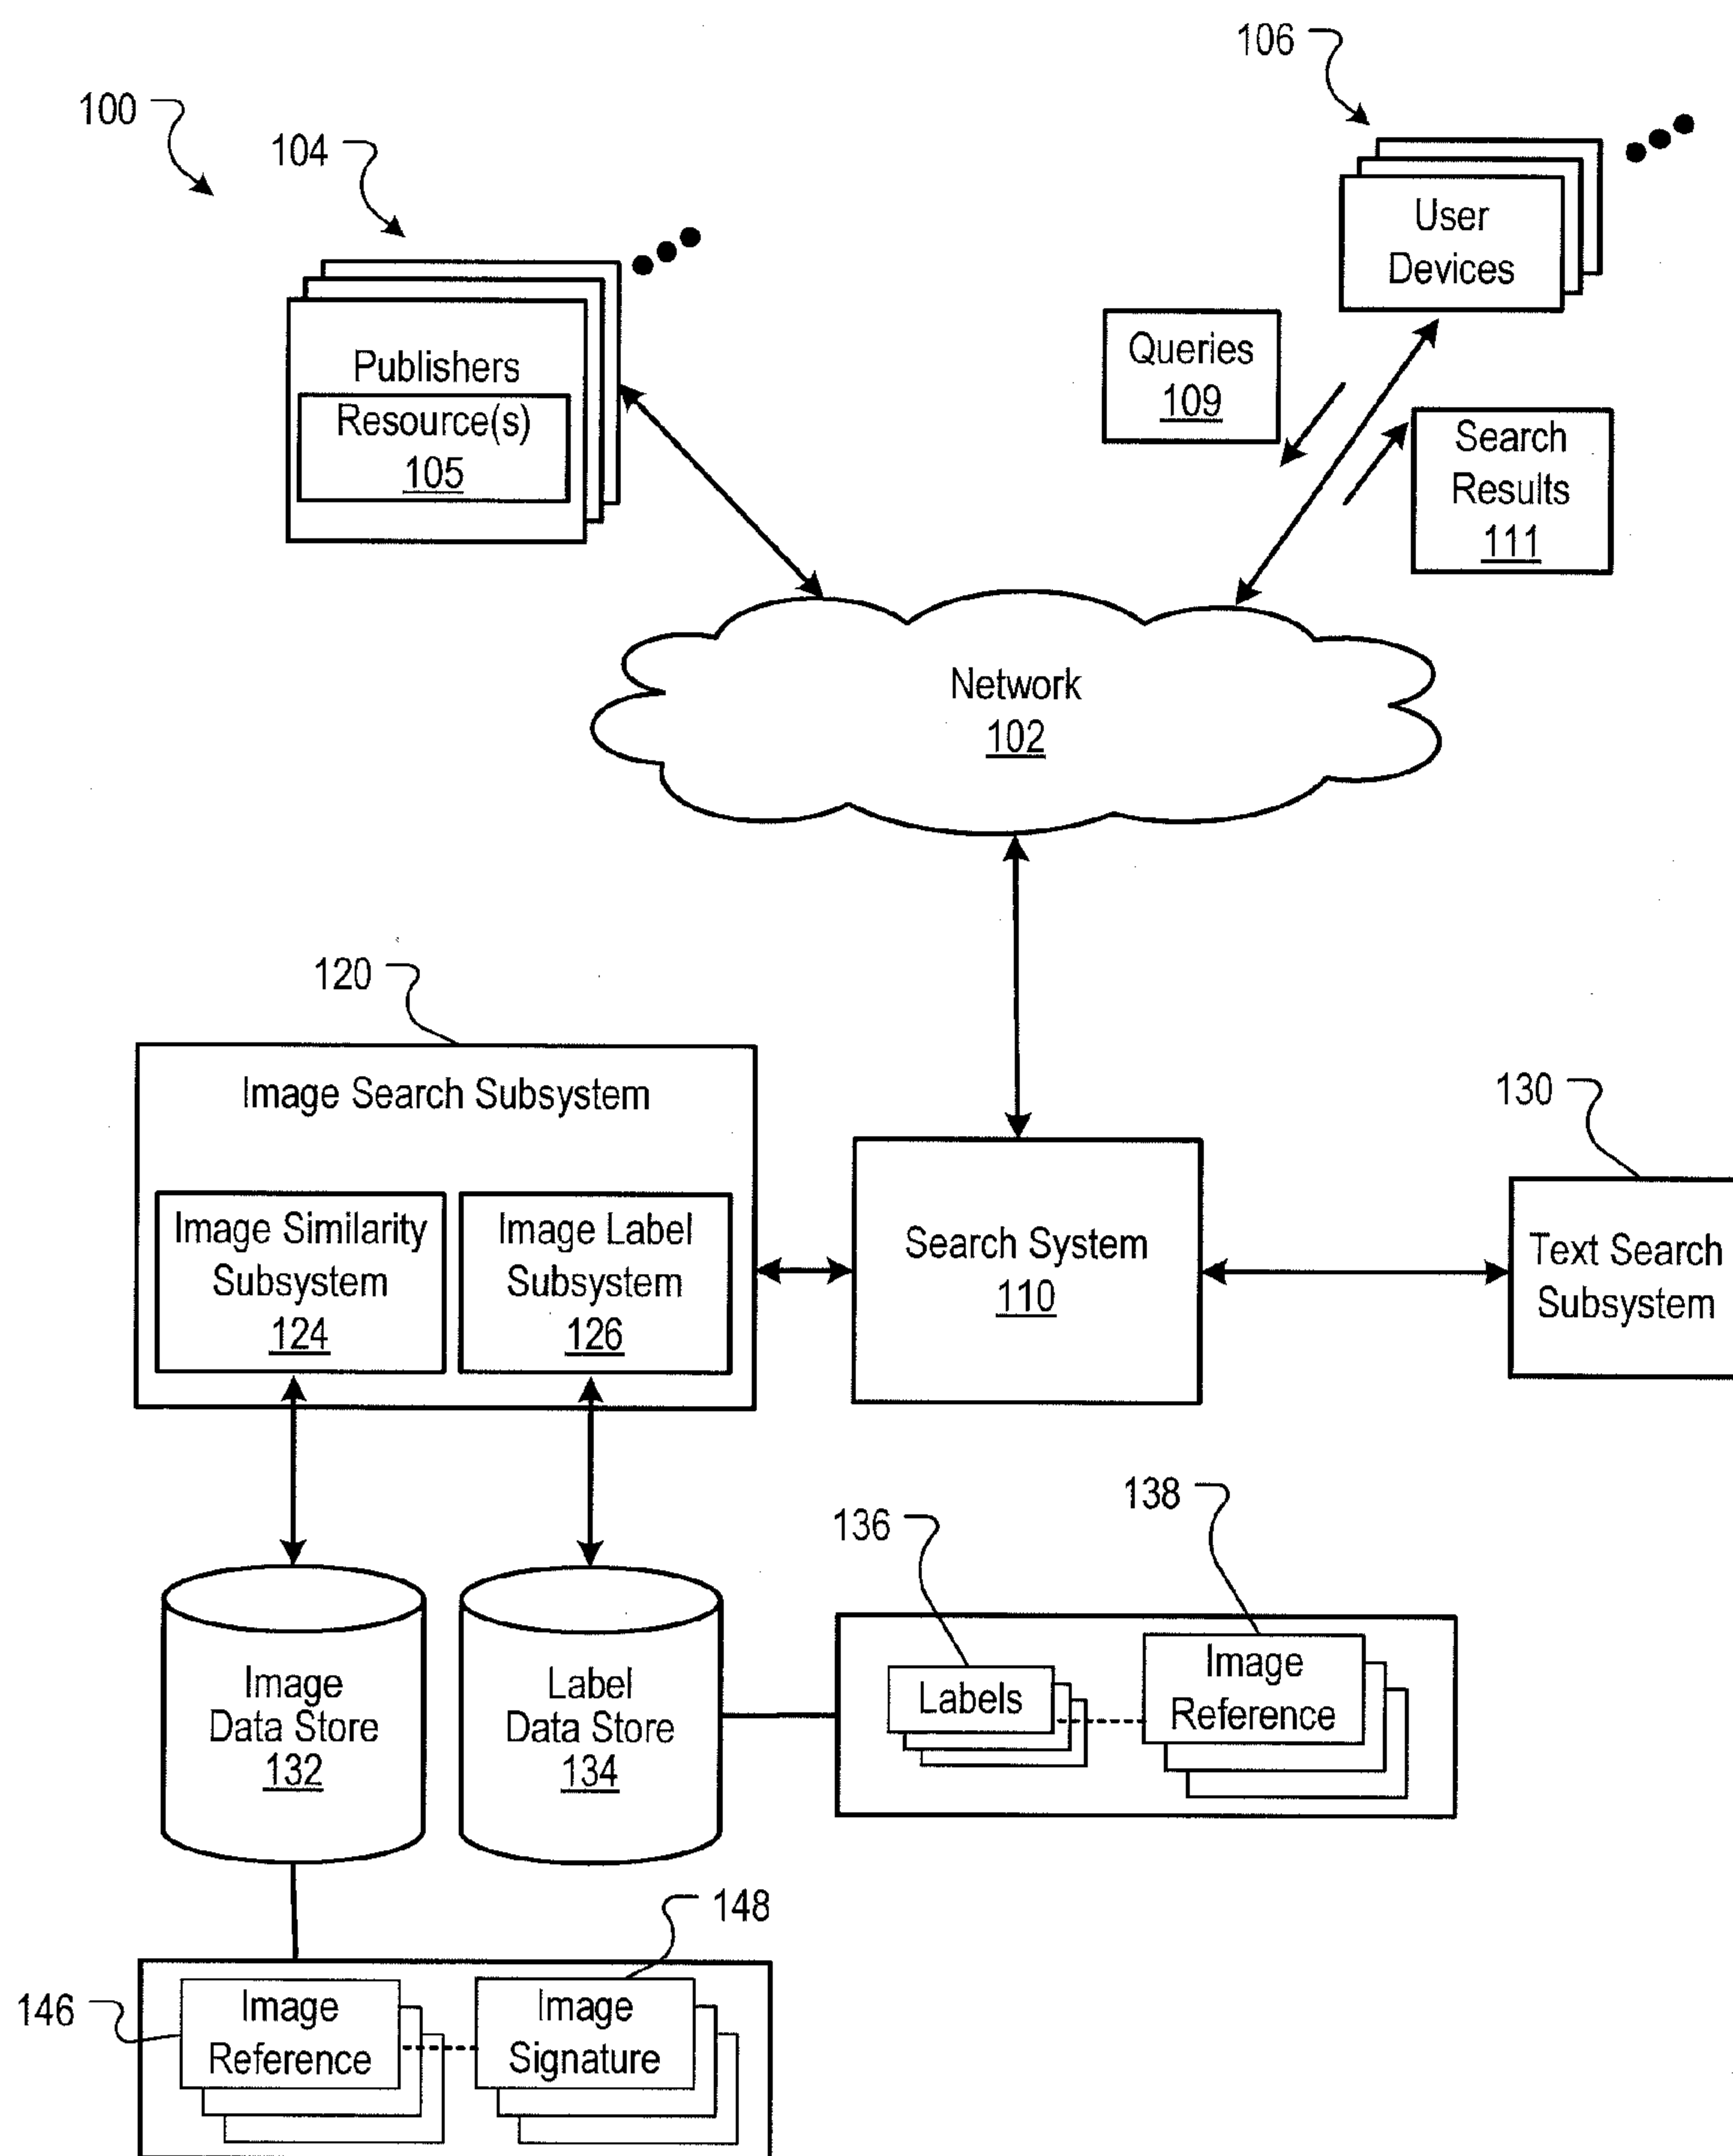 106
100
104
User
Devices
Publishers
Resource(s)
105
Queries
109
Search
Results
111
Network
102
120
Image Search Subsystem
130
Image Similarity
Subsystem
124
Image Label
Subsystem
126
Search System
110
Text Search
Subsystem
136
138
Image
Data Store
132
Label
Data Store
134
Labels
Image
Reference
148
146
Image
Reference
Image
Signature